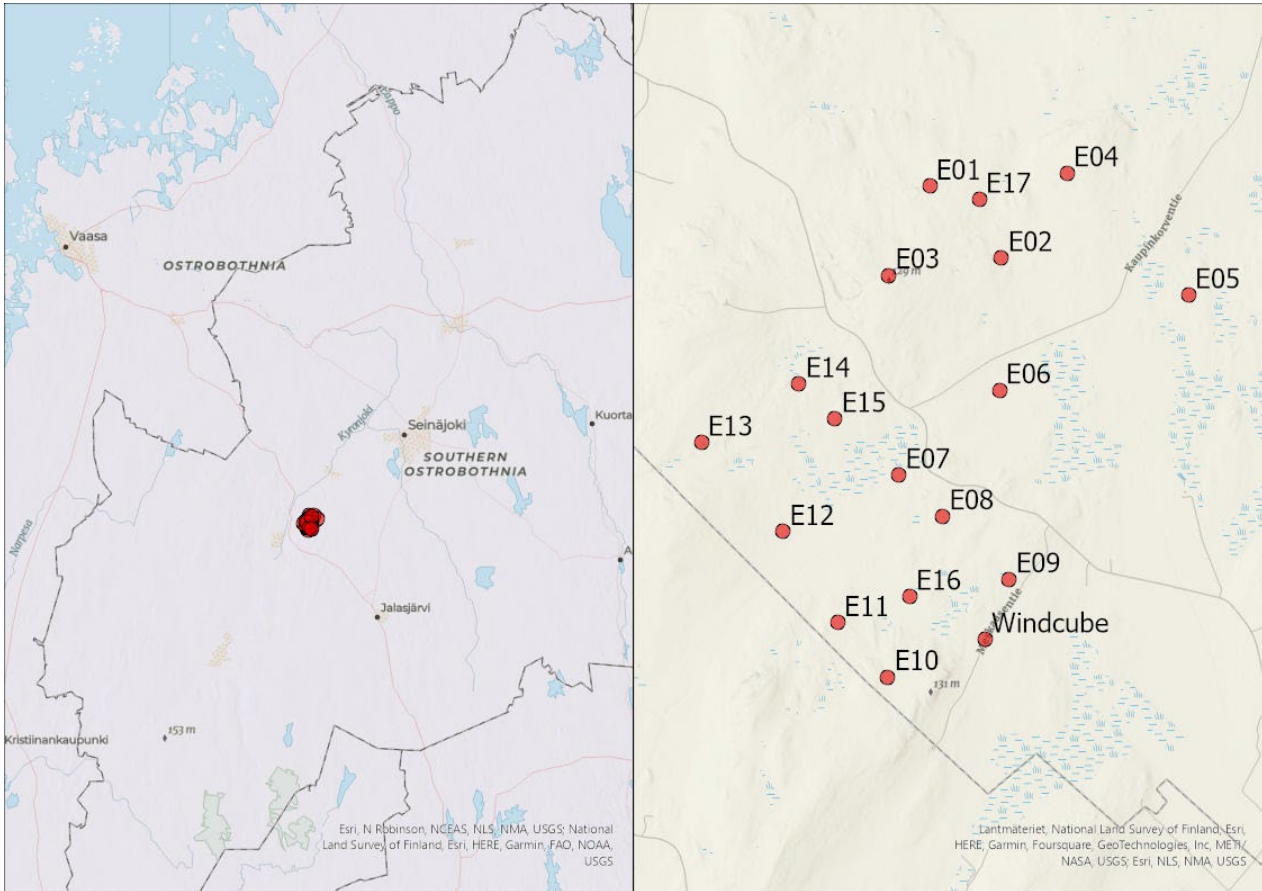 Vaasa
OSTROBOTHNIA
Kyrönjoki
Seinäjoki
Kuorta
SOUTHERN
OSTROBOTHNIA
Närpeså
Jalasjärvi
153 m
Kristiinankaupunki
Esri, N Robinson, NCEAS, NLS, NMA, USGS; National
Land Survey of Finland, Esri, HERE, Garmin, FAO, NOAA,
USGS
E04
E01
E17
Kaupinkorventie
E02
E03
E05
E14
E06
E15
E13
E07
E08
E12
E09
E16
E11
Windcube
E10
131 m
Lantmäteriet, National Land Survey of Finland, Esri,
HERE, Garmin, Foursquare, GeoTechnologies, Inc, METI/
NASA, USGS; Esri, NLS, NMA, USGS